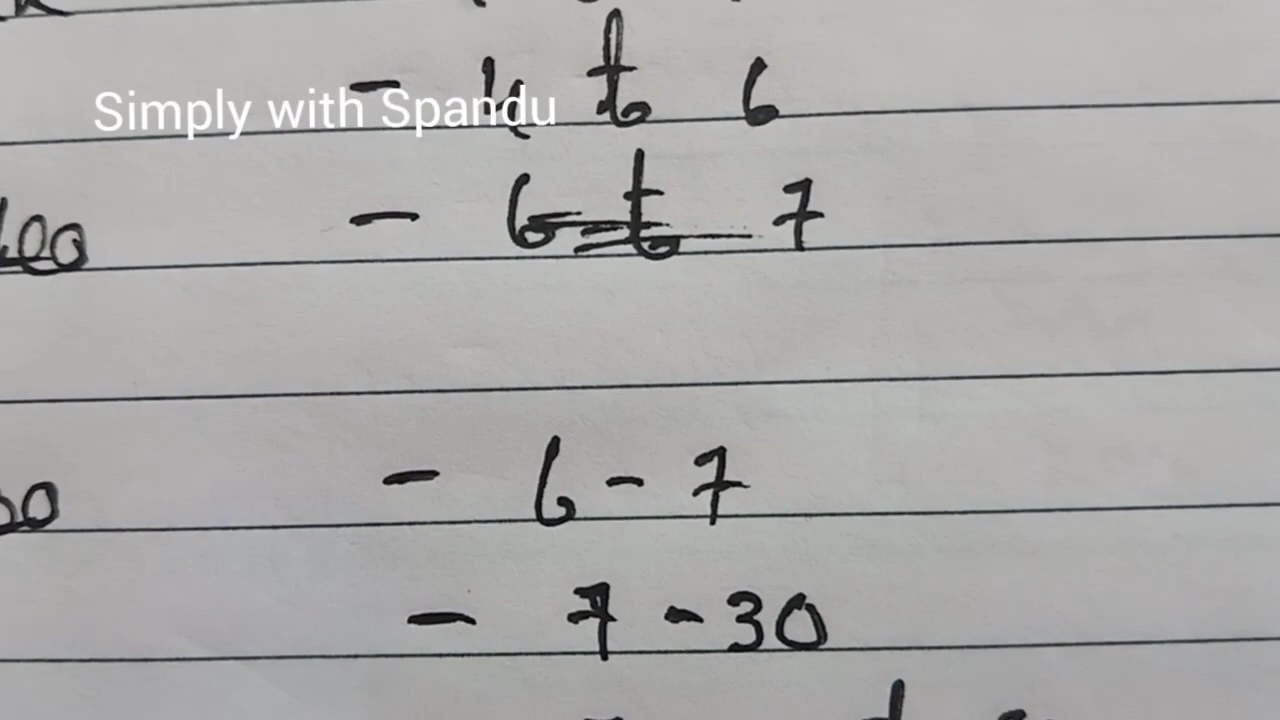 - 4 to 6
Simply with Spandu
- 6 to 7
- 6 - 7
- 7 - 30